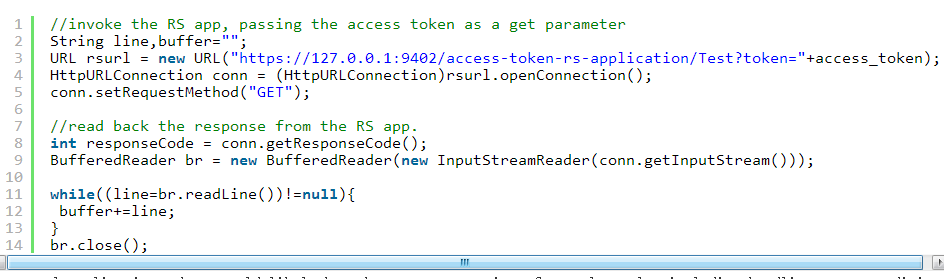 1 //invoke the RS app, passing the access token as a get parameter
2 String line,buffer="";
3 URL rsurl = new URL("https://127.0.0.1:9402/access-token-rs-application/Test?token="+access_token);
4 HttpURLConnection conn = (HttpURLConnection)rsurl.openConnection();
5 conn.setRequestMethod("GET");
6
7 //read back the response from the RS app.
8 int responseCode = conn.getResponseCode();
9 BufferedReader br = new BufferedReader(new InputStreamReader(conn.getInputStream()));
10
11 while((line=br.readLine())!=null){
12  buffer+=line;
13 }
14 br.close();